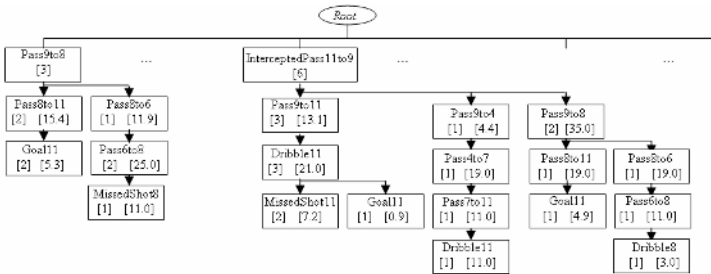 Root
Pass9to8
[3]
...
InterceptedPass11to9
[6]
...
...
Pass8to11
[2] [15.4]
Pass8to6
[1] [11.9]
Pass9to11
[3] [13.1]
Pass9to4
[1] [4.4]
Pass9to8
[2] [35.0]
Goal11
[2] [5.3]
Pass6to8
[2] [25.0]
Dribble11
[3] [21.0]
Pass4to7
[1] [19.0]
Pass8to11
[1] [19.0]
Pass8to6
[1] [19.0]
MissedShot8
[1] [11.0]
MissedShot11
[2] [7.2]
Goal11
[1] [0.9]
Pass7to11
[1] [11.0]
Goal11
[1] [4.9]
Pass6to8
[1] [11.0]
Dribble11
[1] [11.0]
Dribble8
[1] [3.0]